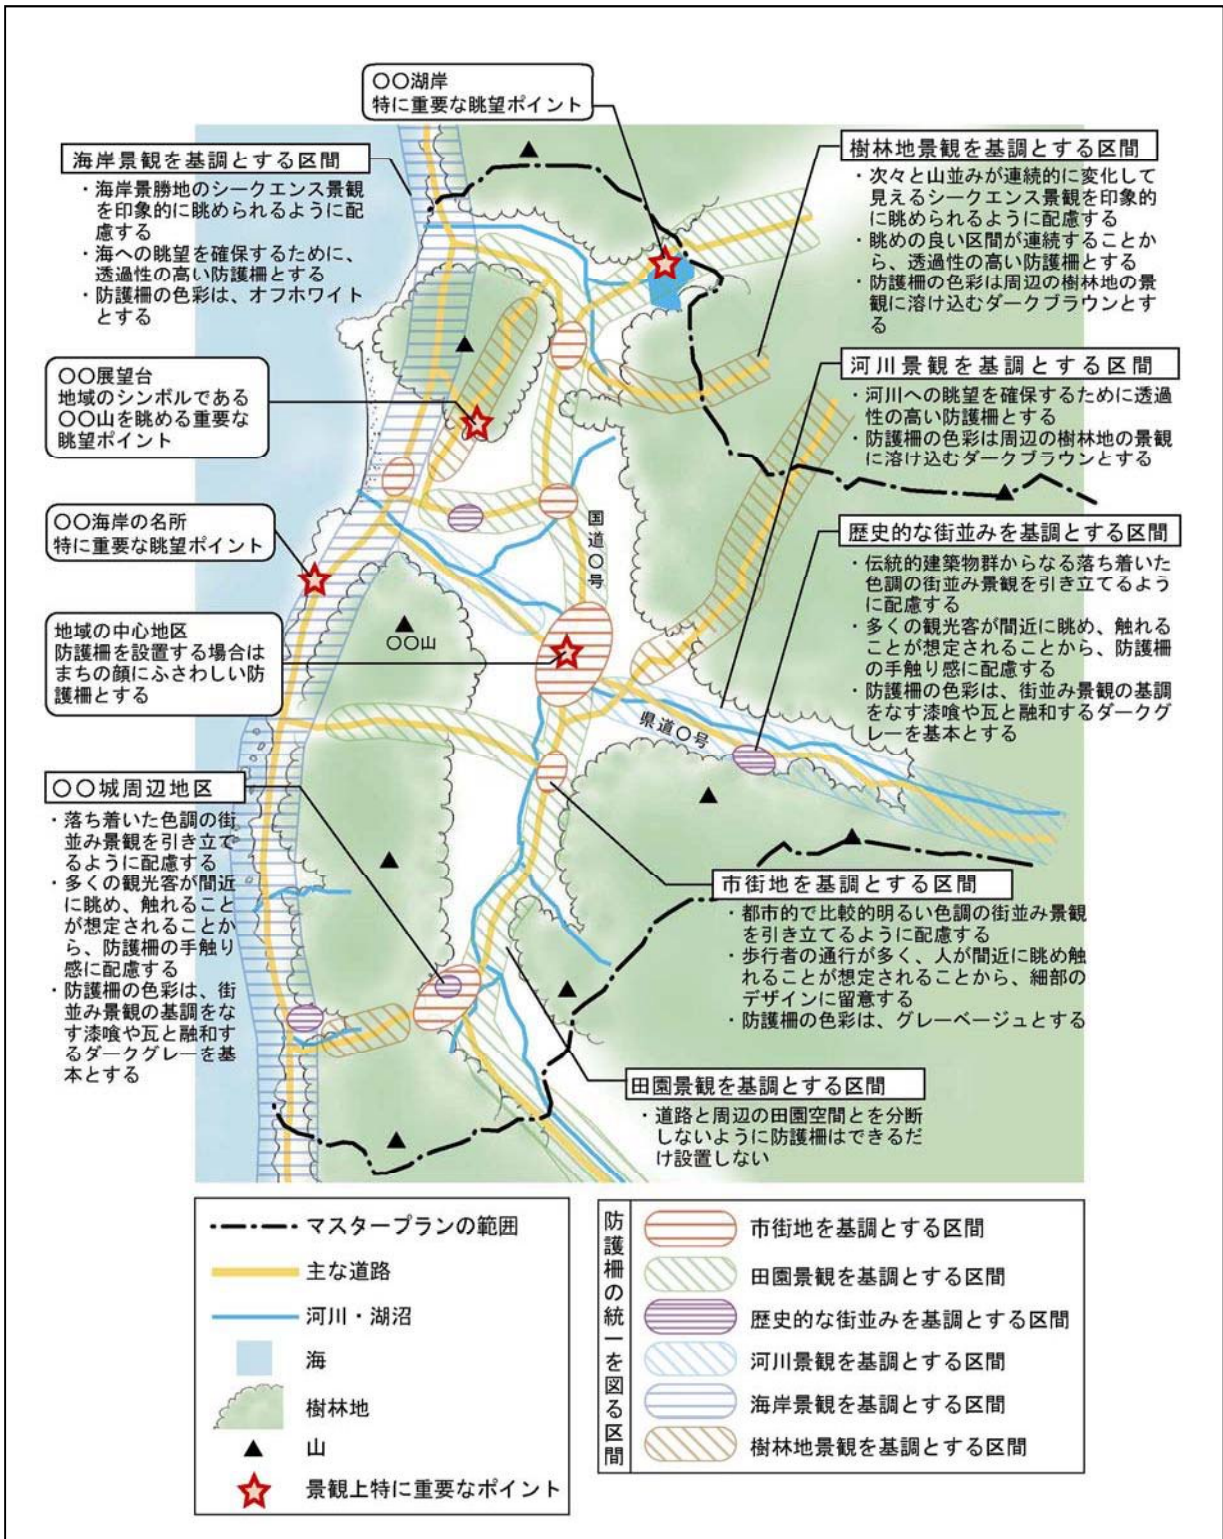 〇〇湖岸
特に重要な眺望ポイント
海岸景観を基調とする区間
・海岸景勝地のシークエンス景観
を印象的に眺められるように配
慮する
・海への眺望を確保するために、
透過性の高い防護柵とする
・防護柵の色彩は、オフホワイト
とする
樹林地景観を基調とする区間
・次々と山並みが連続的に変化して
見えるシークエンス景観を印象的
に眺められるように配慮する
・眺めの良い区間が連続することか
ら、透過性の高い防護柵とする
・防護柵の色彩は周辺の樹林地の景
観に溶け込むダークブラウンとす
る
〇〇展望台
地域のシンボルである
〇〇山を眺める重要な
眺望ポイント
河川景観を基調とする区間
・河川への眺望を確保するために透過
性の高い防護柵とする
・防護柵の色彩は周辺の樹林地の景観
に溶け込むダークブラウンとする
〇〇海岸の名所
特に重要な眺望ポイント
国道〇号
歴史的な街並みを基調とする区間
・伝統的建築物群からなる落ち着いた
色調の街並み景観を引き立てるよう
に配慮する
・多くの観光客が間近に眺め、触れる
ことが想定されることから、防護柵
の手触り感に配慮する
・防護柵の色彩は、街並み景観の基調
をなす漆喰や瓦と融和するダークグ
レーを基本とする
地域の中心地区
防護柵を設置する場合は
まちの顔にふさわしい防
護柵とする
〇〇山
県道〇号
〇〇城周辺地区
・落ち着いた色調の街
並み景観を引き立て
るように配慮する
・多くの観光客が間近
に眺め、触れること
が想定されることか
ら、防護柵の手触り
感に配慮する
・防護柵の色彩は、街
並み景観の基調をな
す漆喰や瓦と融和す
るダークグレーを基
本とする
市街地を基調とする区間
・都市的で比較的明るい色調の街並み景観
を引き立てるように配慮する
・歩行者の通行が多く、人が間近に眺め触
れることが想定されることから、細部の
デザインに留意する
・防護柵の色彩は、グレーベージュとする
田園景観を基調とする区間
・道路と周辺の田園空間とを分断
しないように防護柵はできるだ
け設置しない
マスタープランの範囲
主な道路
河川・湖沼
海
樹林地
山
景観上特に重要なポイント
防護柵の統一を図る区間
市街地を基調とする区間
田園景観を基調とする区間
歴史的な街並みを基調とする区間
河川景観を基調とする区間
海岸景観を基調とする区間
樹林地景観を基調とする区間